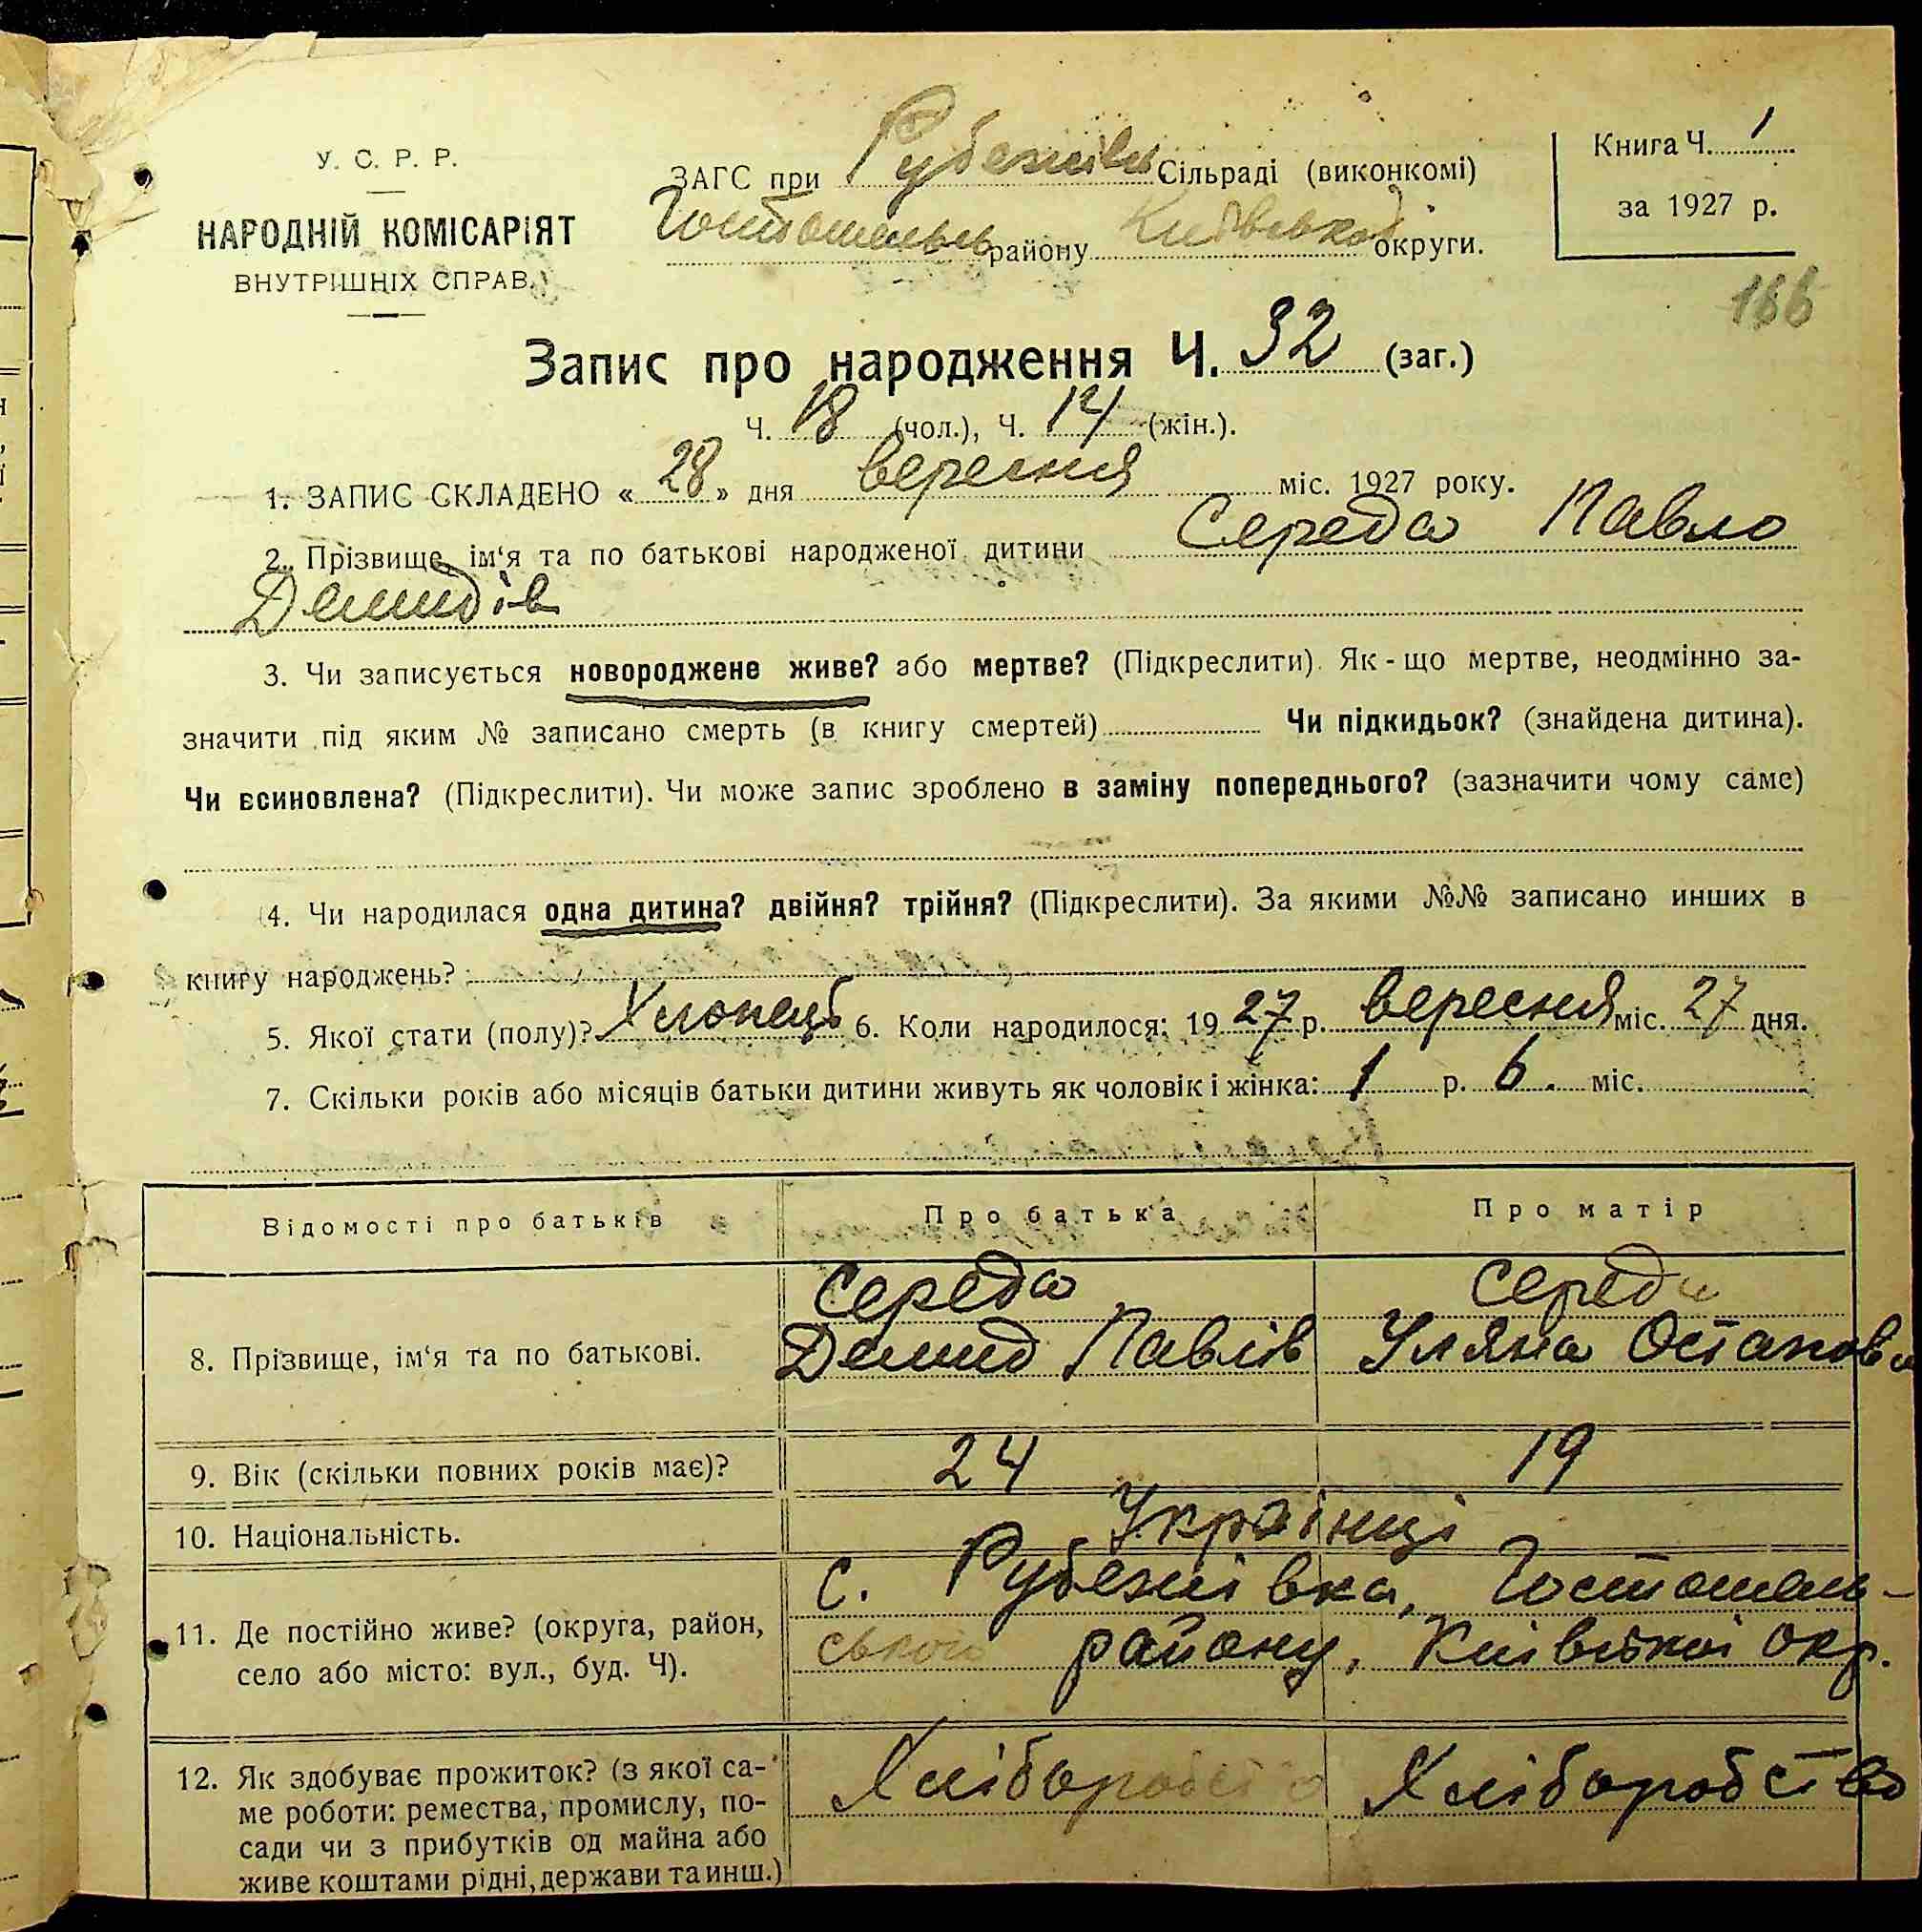 У. С. Р. Р.
НАРОДНІЙ КОМІСАРІЯТ
ВНУТРІШНІХ СПРАВ.
ЗАГС при Рубежівск Сільраді (виконкомі)
Гостомельськ району Київської округи.
Книга Ч. 1
за 1927 р.
186
Запис про народження Ч. 32 (заг.)
Ч. 18 (чол.), Ч. 14 (жін.).
1. ЗАПИС СКЛАДЕНО « 28 » дня вересня міс. 1927 року.
2. Прізвище, ім‘я та по батькові народженої дитини Середа Павло
Демидів
3. Чи записується новороджене живе? або мертве? (Підкреслити). Як-що мертве, неодмінно за-
значити під яким № записано смерть (в книгу смертей) Чи підкидьок? (знайдена дитина).
Чи всиновлена? (Підкреслити). Чи може запис зроблено в заміну попереднього? (зазначити чому саме)
4. Чи народилася одна дитина? двійня? трійня? (Підкреслити). За якими №№ записано инших в
книгу народжень?
5. Якої стати (полу)? Хлопець 6. Коли народилося: 1927 р. вересня міс. 27 дня.
7. Скільки років або місяців батьки дитини живуть як чоловік і жінка: 1 р. 6. міс.
Відомості про батьків Про батька Про матір
Середа Середа
8. Прізвище, ім‘я та по батькові. Демид Павлів Уляна Остапова
9. Вік (скільки повних років має)? 24 19
10. Національність. Українці
11. Де постійно живе? (округа, район,
село або місто: вул., буд. Ч).
с. Рубежівка, Гостомель-
ського району, Київської окр.
12. Як здобуває прожиток? (з якої са-
ме роботи: ремества, промислу, по-
сади чи з прибутків од майна або
живе коштами рідні, держави та инш.)
Хліборобство Хліборобство